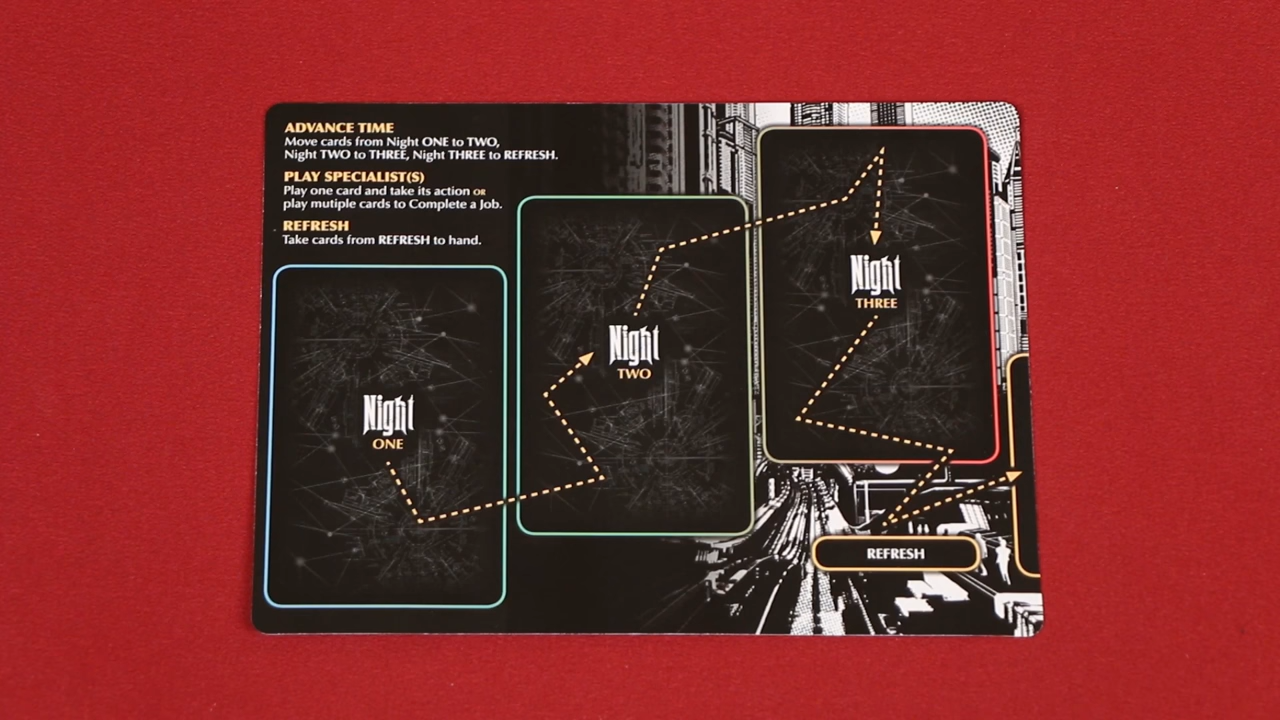 ADVANCE TIME
Move cards from Night ONE to TWO,
Night TWO to THREE, Night THREE to REFRESH.
PLAY SPECIALIST(S)
Play one card and take its action OR
play mutiple cards to Complete a Job.
REFRESH
Take cards from REFRESH to hand.
Night
ONE
Night
TWO
Night
THREE
REFRESH